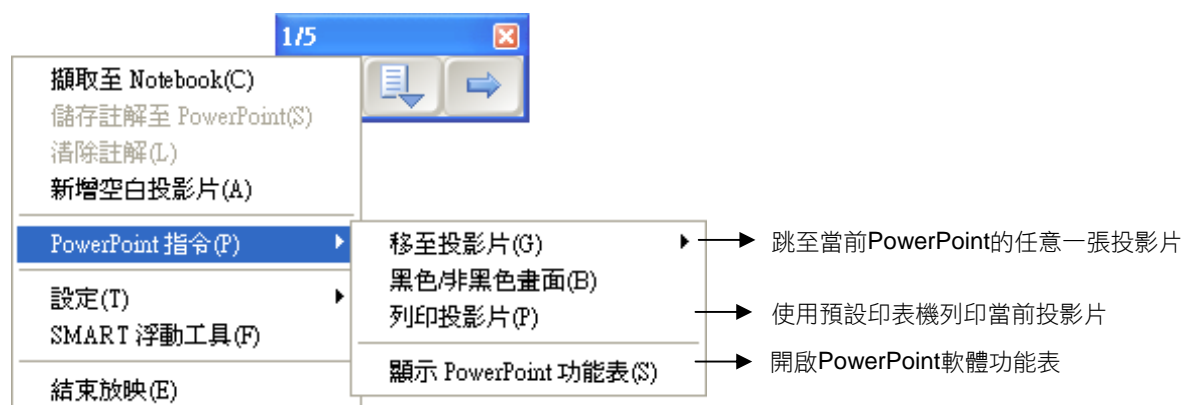 1/5
擷取至 Notebook(C)
儲存註解至 PowerPoint(S)
清除註解(L)
新增空白投影片(A)
PowerPoint 指令(P)
設定(T)
SMART 浮動工具(F)
結束放映(E)
移至投影片(G)
黑色/非黑色畫面(B)
列印投影片(P)
顯示 PowerPoint 功能表(S)
跳至當前PowerPoint的任意一張投影片
使用預設印表機列印當前投影片
開啟PowerPoint軟體功能表